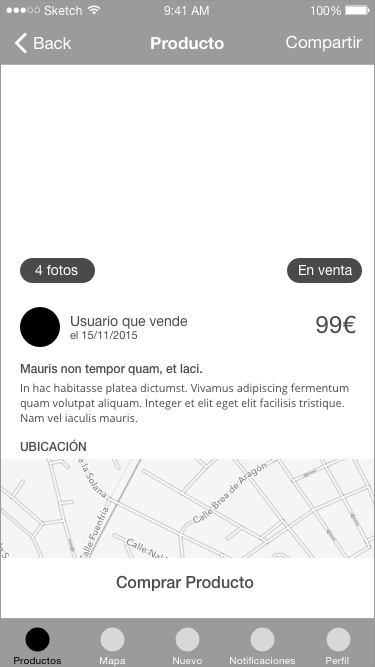 Sketch 9:41 AM 100%
Back Producto Compartir
4 fotos En venta
Usuario que vende 99€
el 15/11/2015
Mauris non tempor quam, et laci.
In hac habitasse platea dictumst. Vivamus adipiscing fermentum
quam volutpat aliquam. Integer et elit eget elit facilisis tristique.
Nam vel iaculis mauris.
UBICACIÓN
e la Solana
Calle Brea de Aragón
Calle Fuenfría
Comprar Producto
Productos Mapa Nuevo Notificaciones Perfil